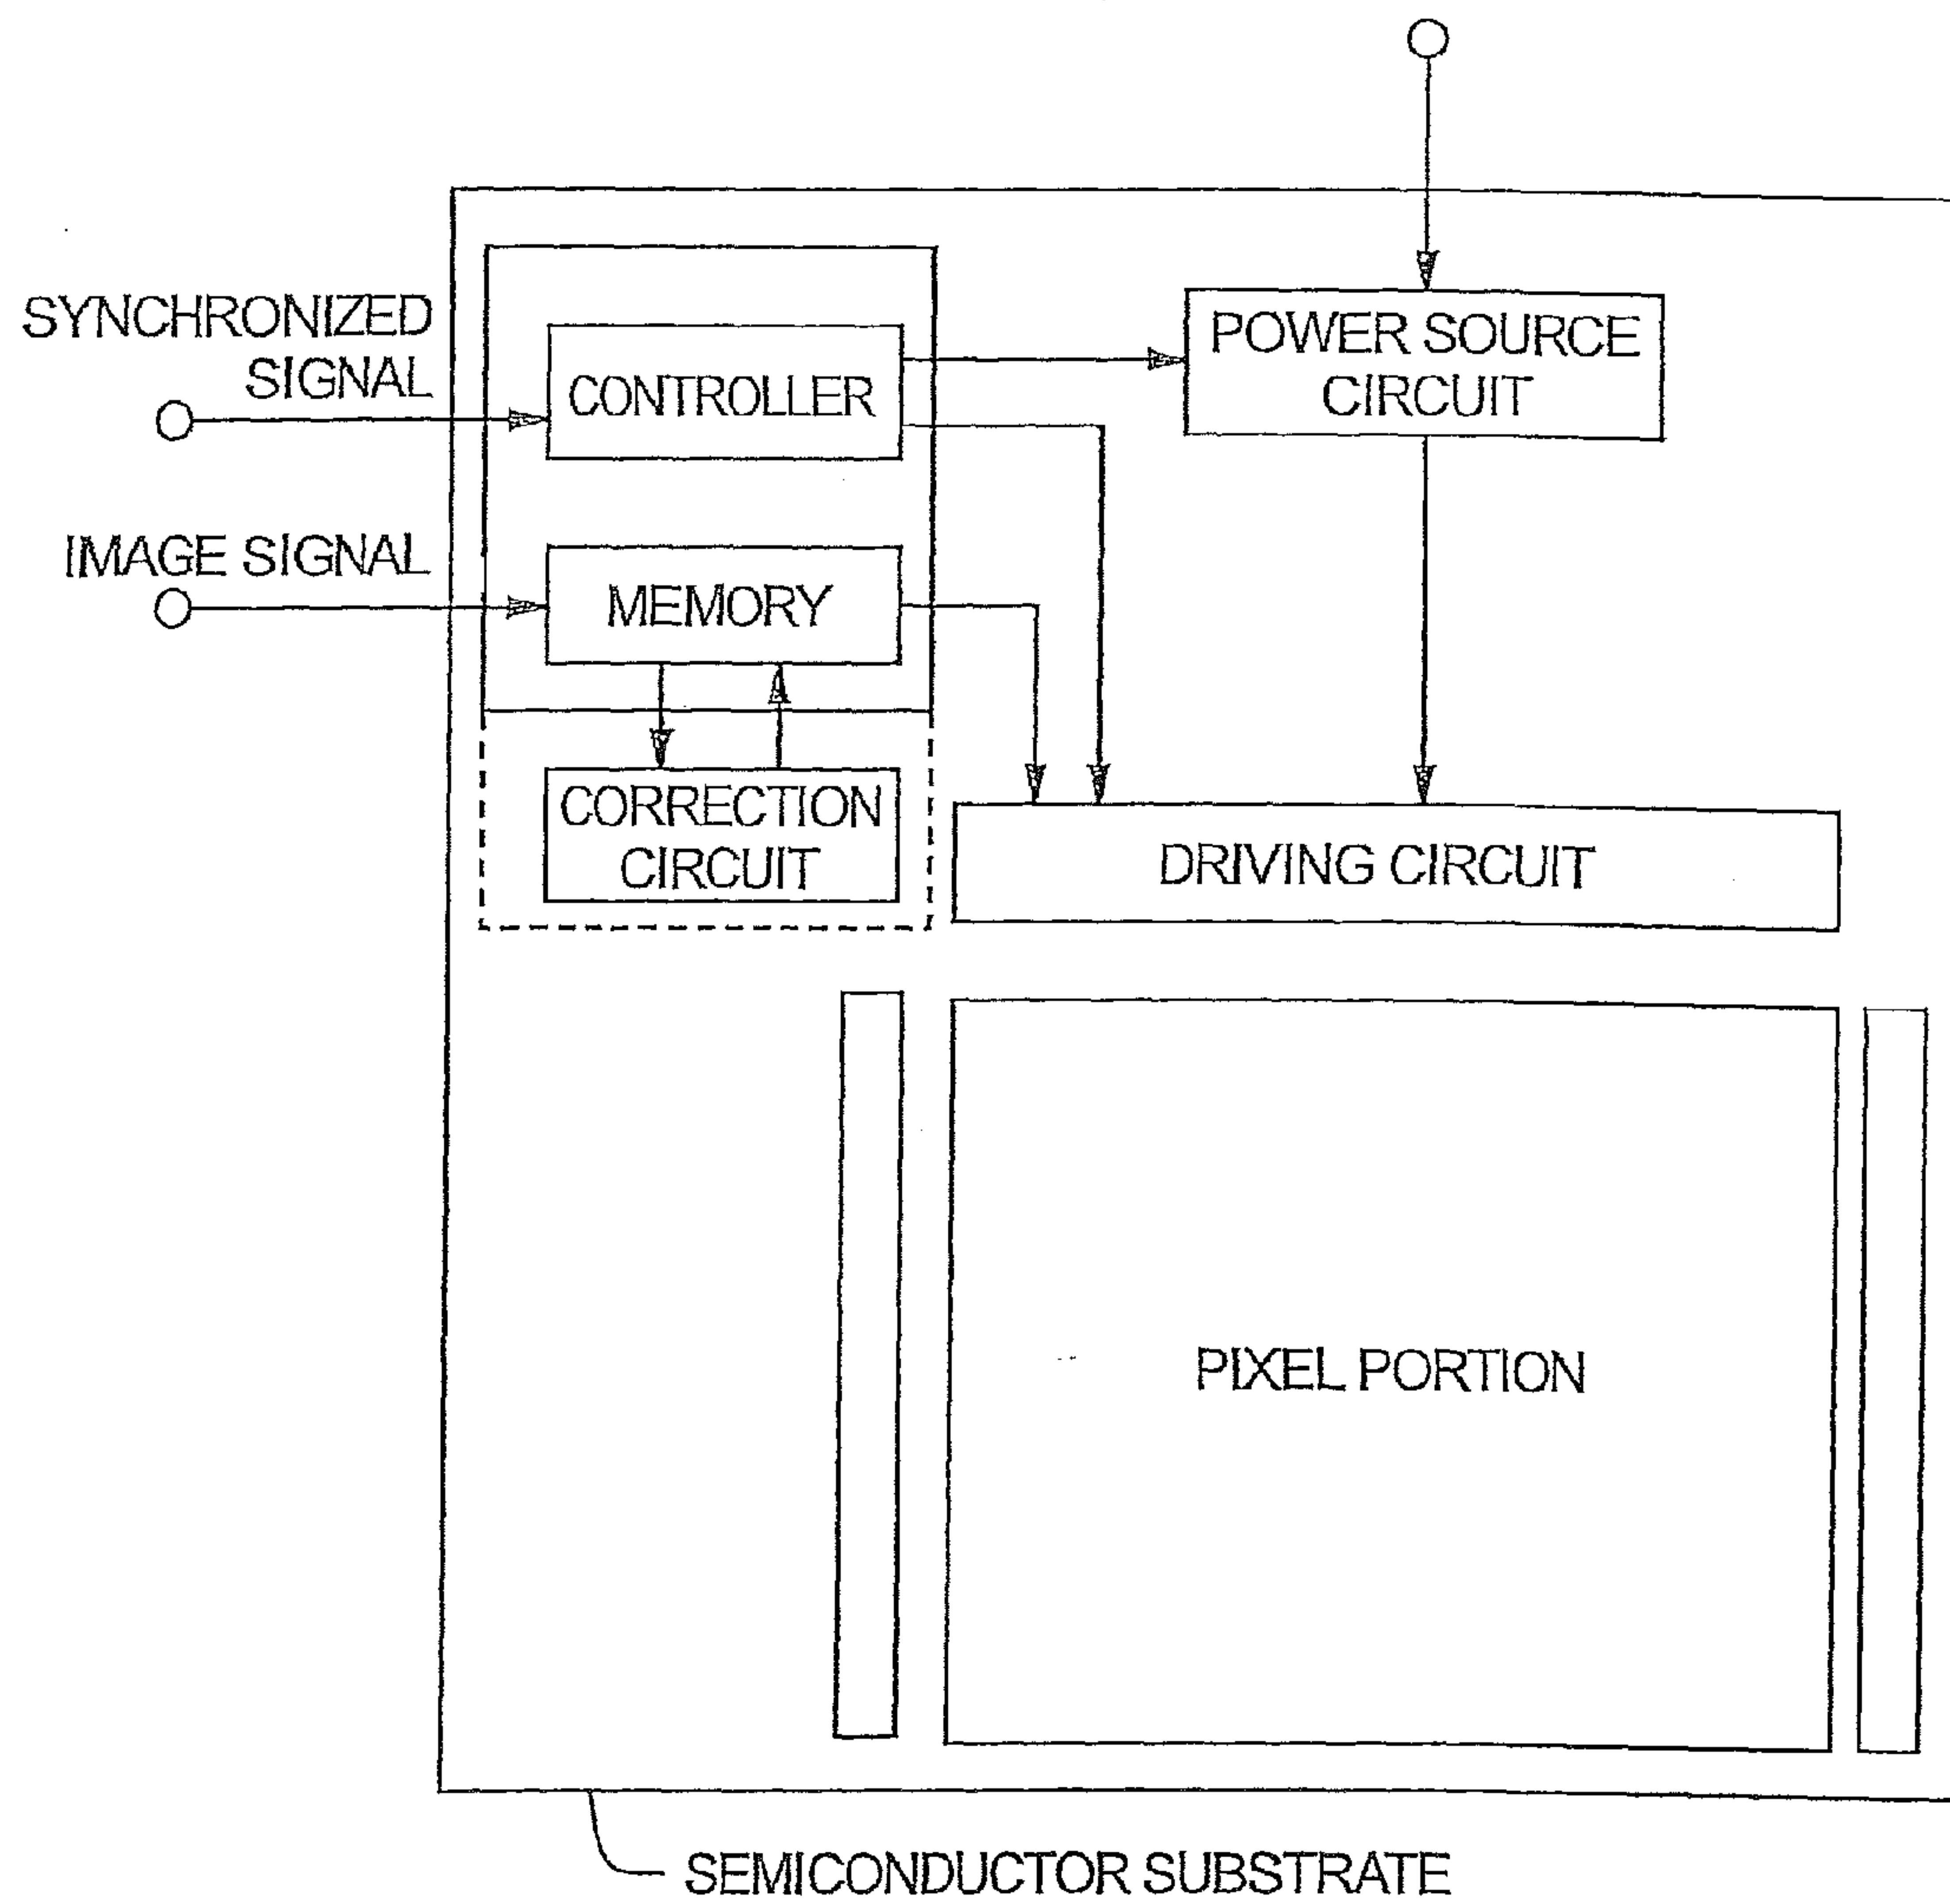 SYNCHRONIZED
SIGNAL
CONTROLLER
POWER SOURCE
CIRCUIT
IMAGE SIGNAL
MEMORY
CORRECTION
CIRCUIT
DRIVING CIRCUIT
PIXEL PORTION
SEMICONDUCTOR SUBSTRATE